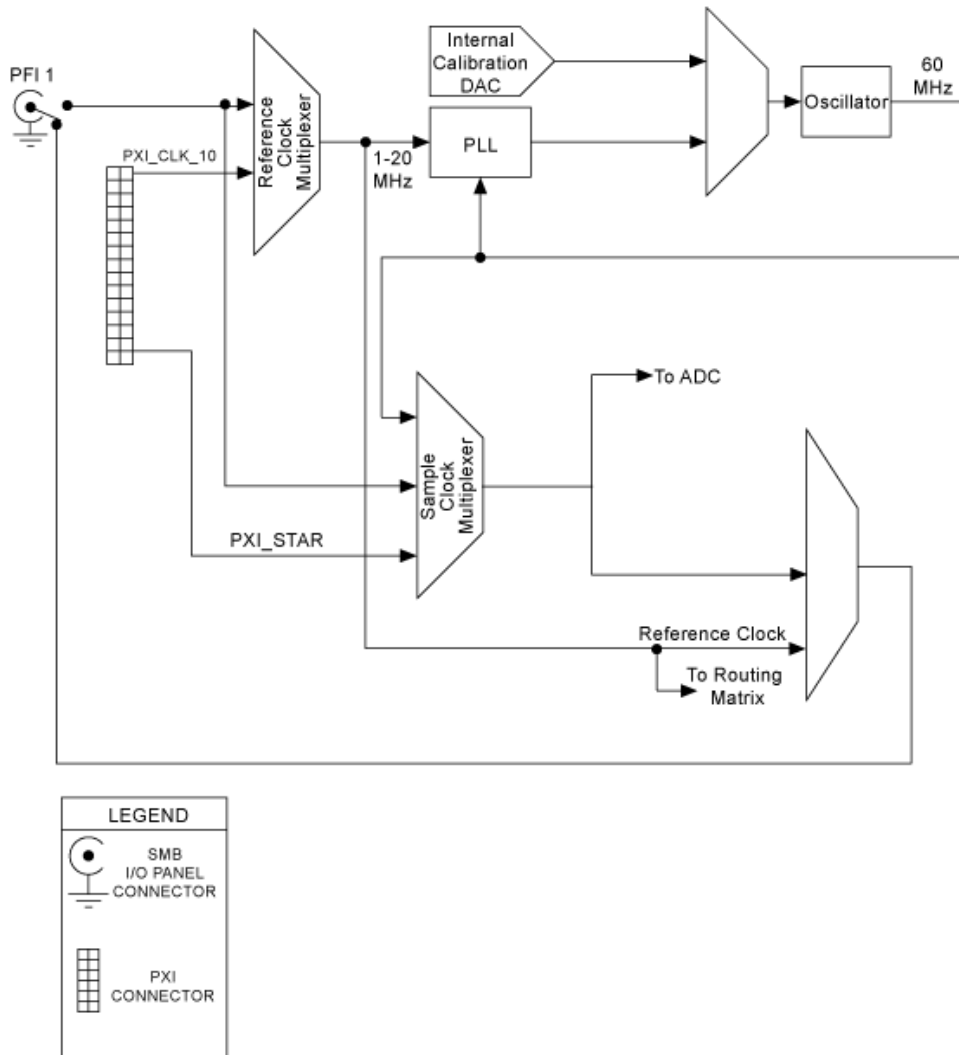 PFI 1
PXI_CLK_10
Reference
Clock
Multiplexer
1-20
MHz
Internal
Calibration
DAC
PLL
Oscillator
60
MHz
To ADC
Sample
Clock
Multiplexer
PXI_STAR
Reference Clock
To Routing
Matrix
LEGEND
SMB
I/O PANEL
CONNECTOR
PXI
CONNECTOR